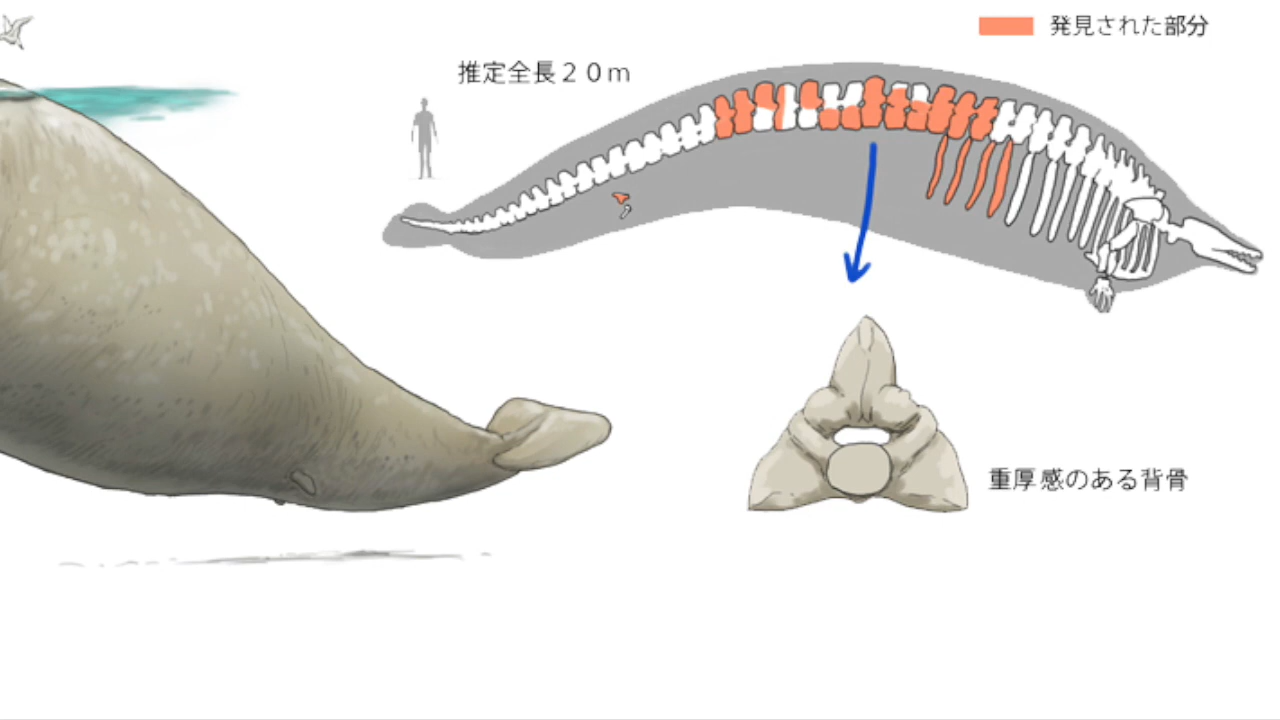 発見された部分
推定全長２０ｍ
重厚感のある背骨